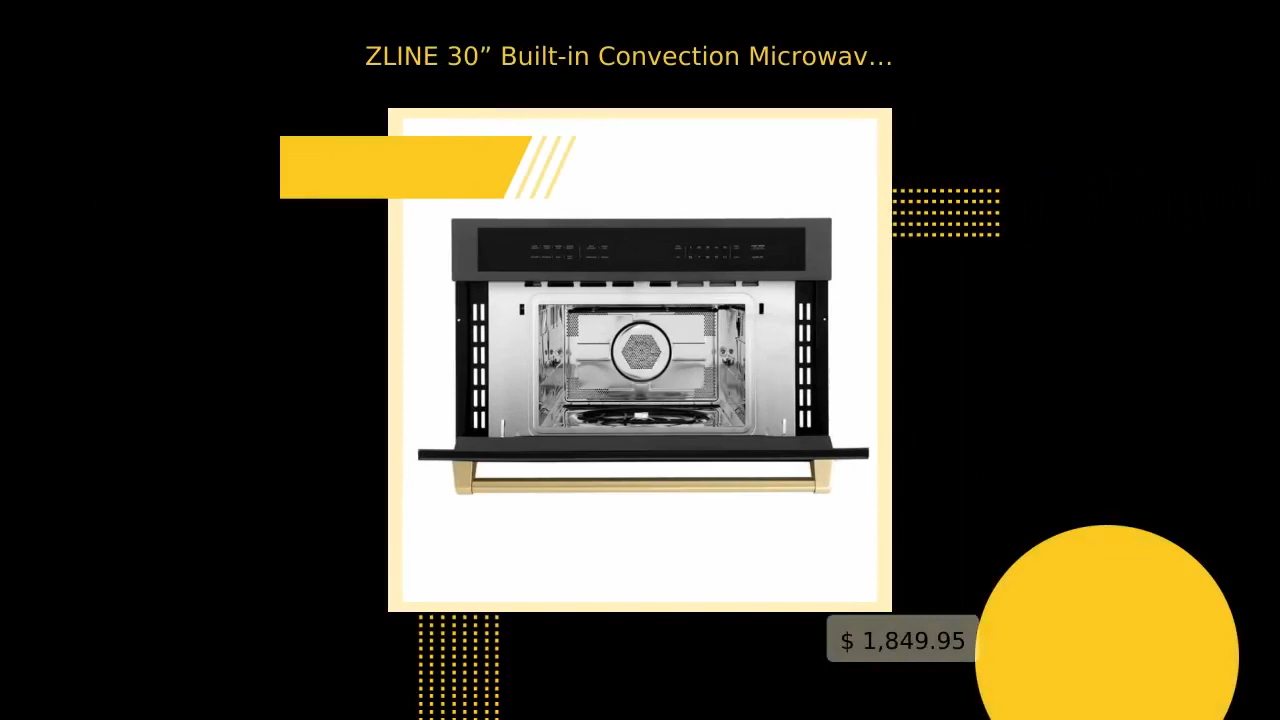 ZLINE 30” Built-in Convection Microwav…
$ 1,849.95